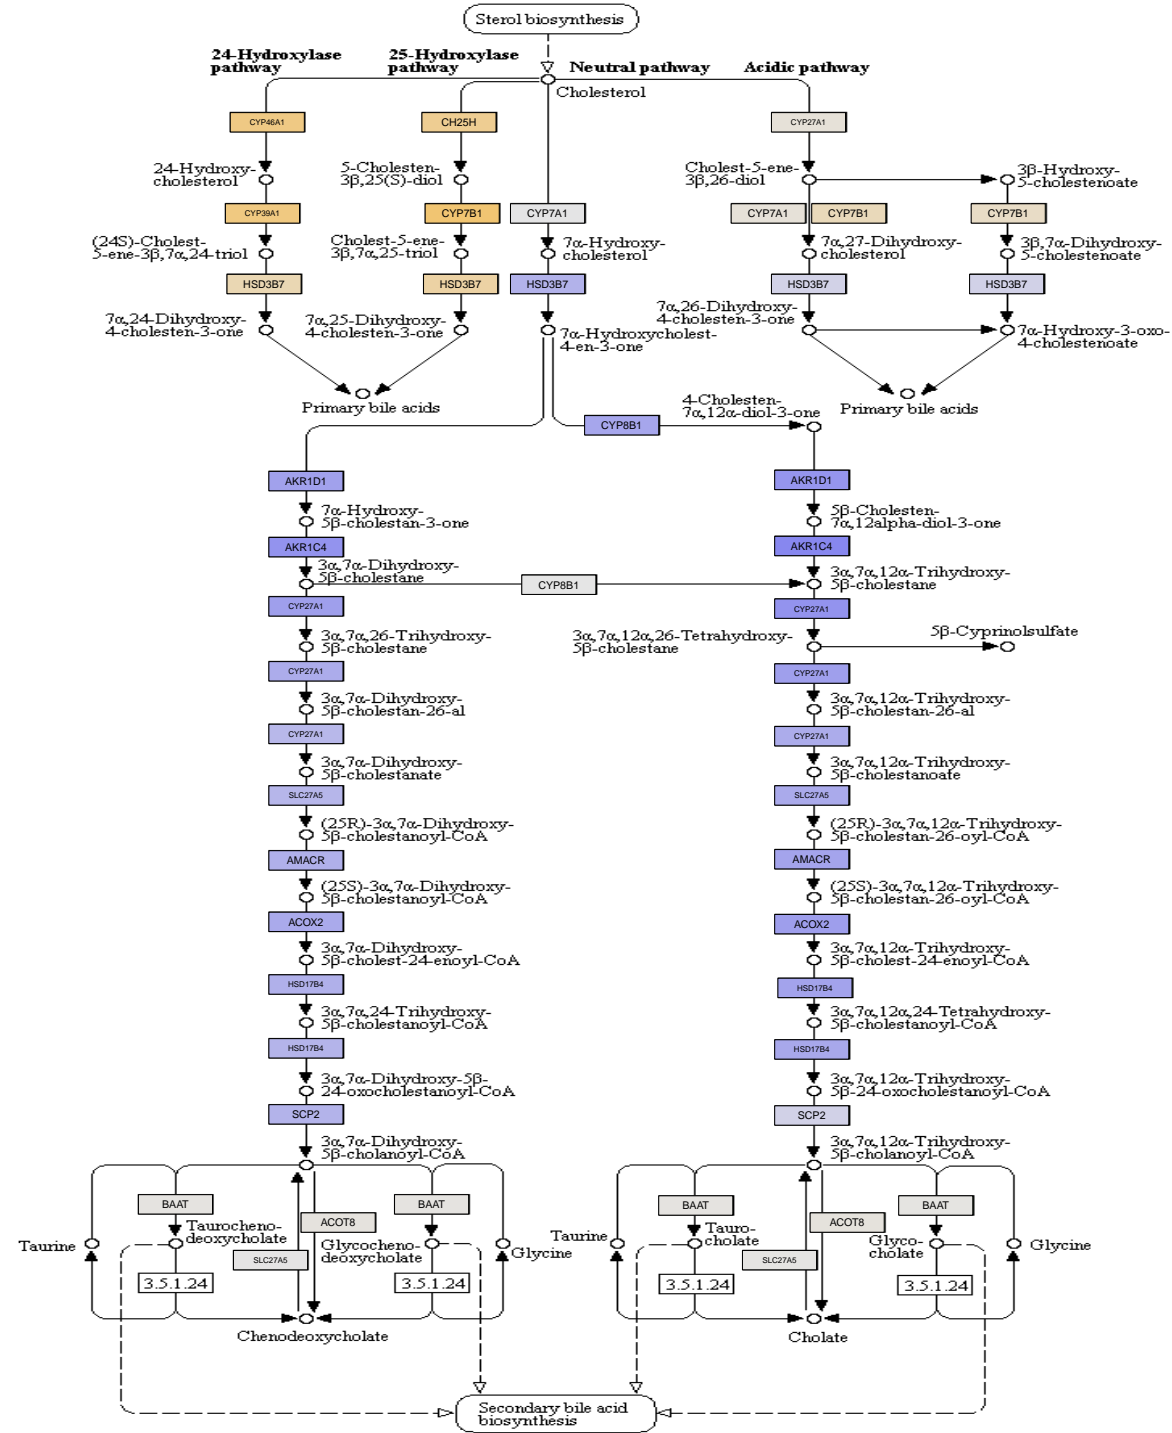 Sterol biosynthesis
24-Hydroxylase
pathway
25-Hydroxylase
pathway
Neutral pathway
Acidic pathway
Cholesterol
CYP46A1
CH25H
CYP27A1
24-Hydroxy-
cholesterol
5-Cholesten-
3β,25(S)-diol
Cholest-5-ene-
3β,26-diol
3β-Hydroxy-
5-cholestenoate
CYP39A1
CYP7B1
CYP7A1
CYP7A1
CYP7B1
CYP7B1
(24S)-Cholest-
5-ene-3β,7α,24-triol
Cholest-5-ene-
3β,7α,25-triol
7α-Hydroxy-
cholesterol
7α,27-Dihydroxy-
cholesterol
3β,7α-Dihydroxy-
5-cholestenoate
HSD3B7
HSD3B7
HSD3B7
HSD3B7
HSD3B7
7α,24-Dihydroxy-
4-cholesten-3-one
7α,25-Dihydroxy-
4-cholesten-3-one
7α-Hydroxycholest-
4-en-3-one
7α,26-Dihydroxy-
4-cholesten-3-one
7α-Hydroxy-3-oxo-
4-cholestenoate
Primary bile acids
Primary bile acids
4-Cholesten-
7α,12α-diol-3-one
CYP8B1
AKR1D1
AKR1D1
7α-Hydroxy-
5β-cholestan-3-one
5β-Cholesten-
7α,12alpha-diol-3-one
AKR1C4
AKR1C4
3α,7α-Dihydroxy-
5β-cholestane
CYP8B1
3α,7α,12α-Trihydroxy-
5β-cholestane
CYP27A1
CYP27A1
3α,7α,26-Trihydroxy-
5β-cholestane
3α,7α,12α,26-Tetrahydroxy-
5β-cholestane
5β-Cyprinolsulfate
CYP27A1
CYP27A1
3α,7α-Dihydroxy-
5β-cholestan-26-al
3α,7α,12α-Trihydroxy-
5β-cholestan-26-al
CYP27A1
CYP27A1
3α,7α-Dihydroxy-
5β-cholestanate
3α,7α,12α-Trihydroxy-
5β-cholestanoafe
SLC27A5
SLC27A5
(25R)-3α,7α-Dihydroxy-
5β-cholestanoyl-CoA
(25R)-3α,7α,12α-Trihydroxy-
5β-cholestan-26-oyl-CoA
AMACR
AMACR
(25S)-3α,7α-Dihydroxy-
5β-cholestanoyl-CoA
(25S)-3α,7α,12α-Trihydroxy-
5β-cholestan-26-oyl-CoA
ACOX2
ACOX2
3α,7α-Dihydroxy-
5β-cholest-24-enoyl-CoA
3α,7α,12α-Trihydroxy-
5β-cholest-24-enoyl-CoA
HSD17B4
HSD17B4
3α,7α,24-Trihydroxy-
5β-cholestanoyl-CoA
3α,7α,12α,24-Tetrahydroxy-
5β-cholestanoyl-CoA
HSD17B4
HSD17B4
3α,7α-Dihydroxy-5β-
24-oxocholestanoyl-CoA
3α,7α,12α-Trihydroxy-
5β-24-oxocholestanoyl-CoA
SCP2
SCP2
3α,7α-Dihydroxy-
5β-cholanoyl-CoA
3α,7α,12α-Trihydroxy-
5β-cholanoyl-CoA
BAAT
BAAT
BAAT
BAAT
ACOT8
ACOT8
Taurine
Taurocheno-
deoxycholate
SLC27A5
Glycocheno-
deoxycholate
Glycine
Taurine
Tauro-
cholate
SLC27A5
Glyco-
cholate
Glycine
3.5.1.24
3.5.1.24
3.5.1.24
3.5.1.24
Chenodeoxycholate
Cholate
Secondary bile acid
biosynthesis